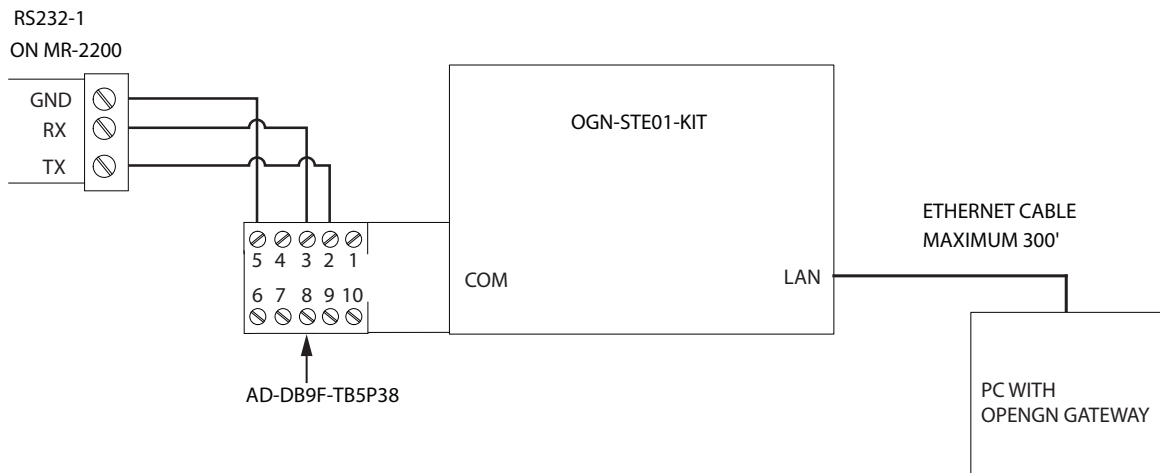 RS232-1
ON MR-2200
GND
RX
TX
OGN-STE01-KIT
5 4 3 2 1
6 7 8 9 10
COM
LAN
ETHERNET CABLE
MAXIMUM 300'
AD-DB9F-TB5P38
PC WITH
OPENGN GATEWAY